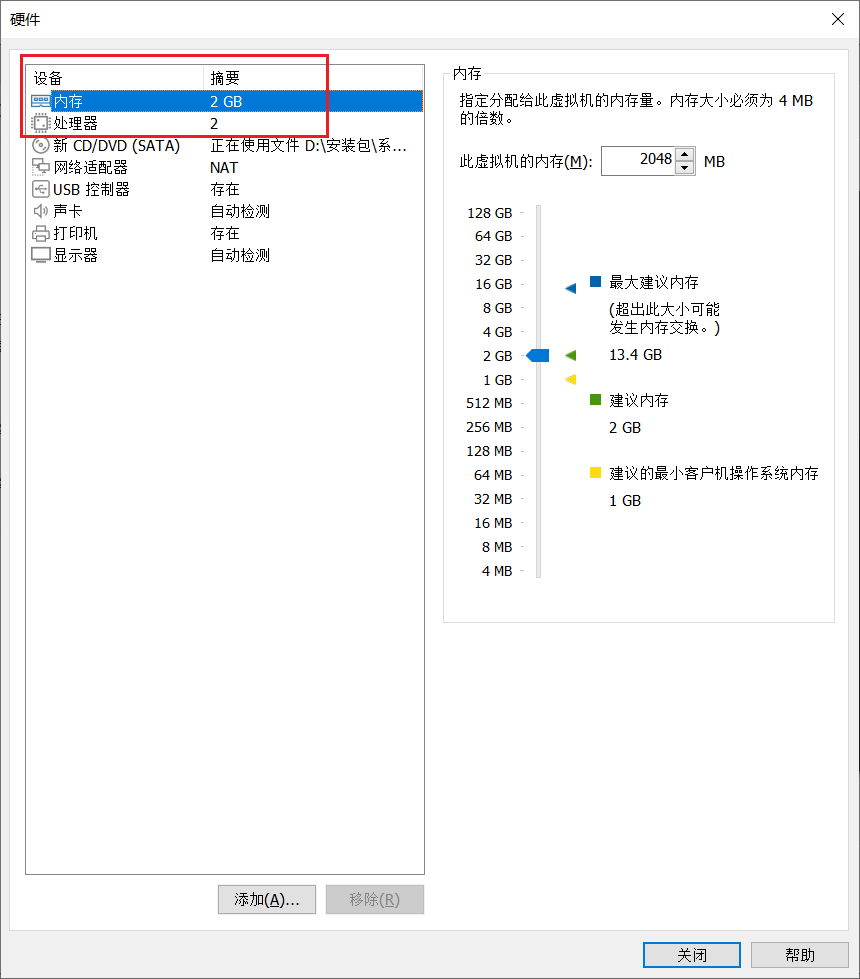 硬件
设备 摘要
内存 2 GB
处理器 2
新 CD/DVD (SATA) 正在使用文件 D:\安装包\系...
网络适配器 NAT
USB 控制器 存在
声卡 自动检测
打印机 存在
显示器 自动检测
添加(A)...
移除(R)
内存
指定分配给此虚拟机的内存量。内存大小必须为 4 MB
的倍数。
此虚拟机的内存(M): 2048 MB
128 GB
64 GB
32 GB
16 GB
8 GB
4 GB
2 GB
1 GB
512 MB
256 MB
128 MB
64 MB
32 MB
16 MB
8 MB
4 MB
最大建议内存
(超出此大小可能
发生内存交换。)
13.4 GB
建议内存
2 GB
建议的最小客户机操作系统内存
1 GB
关闭
帮助